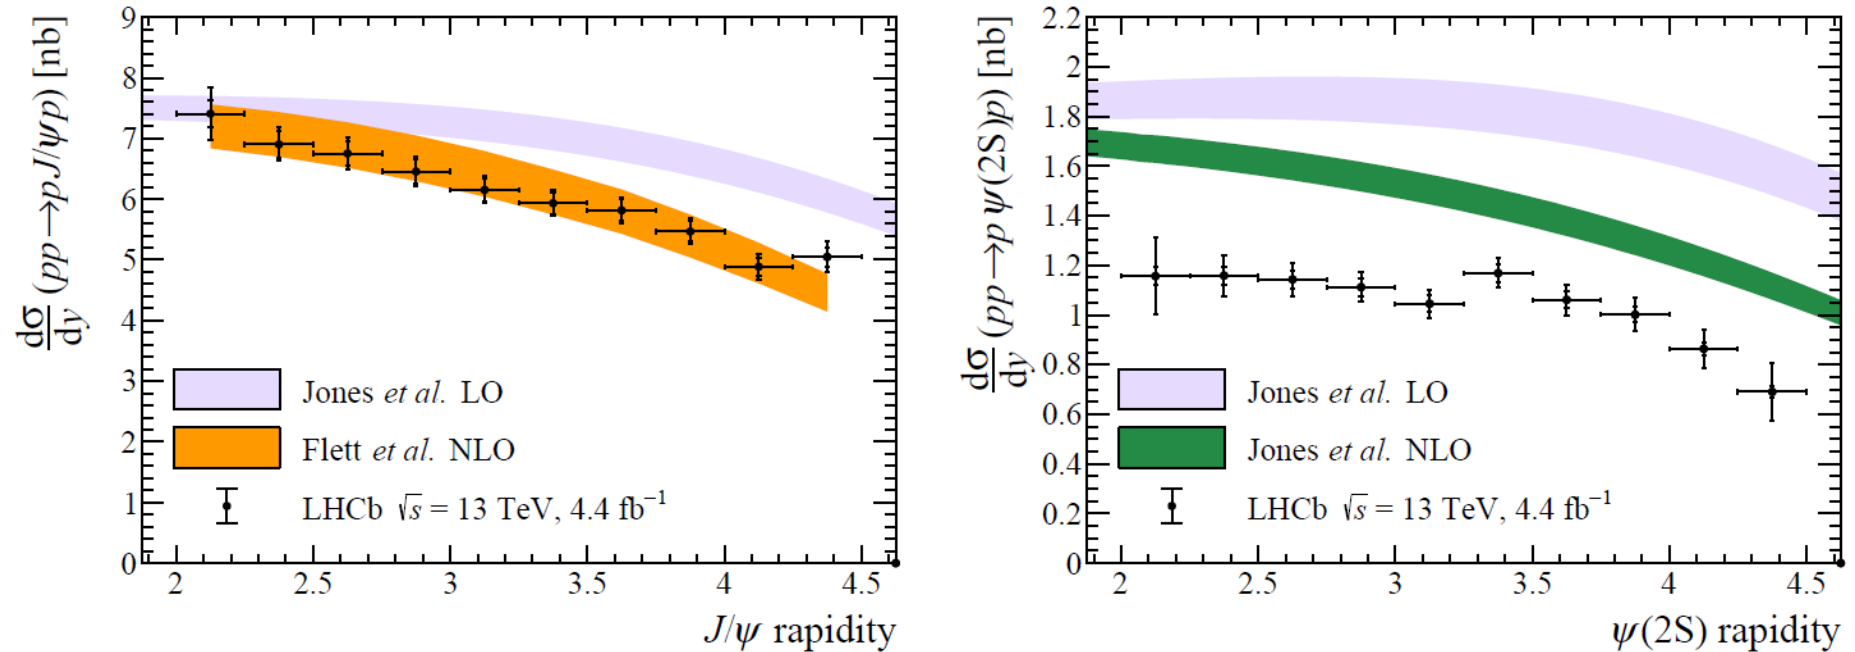 dσ/dy (pp→pJ/ψp) [nb]
9
8
7
6
5
4
3
2
1
0
Jones et al. LO
Flett et al. NLO
LHCb √s = 13 TeV, 4.4 fb⁻¹
2 2.5 3 3.5 4 4.5
J/ψ rapidity
dσ/dy (pp→p ψ(2S)p) [nb]
2.2
2
1.8
1.6
1.4
1.2
1
0.8
0.6
0.4
0.2
0
Jones et al. LO
Jones et al. NLO
LHCb √s = 13 TeV, 4.4 fb⁻¹
2 2.5 3 3.5 4 4.5
ψ(2S) rapidity